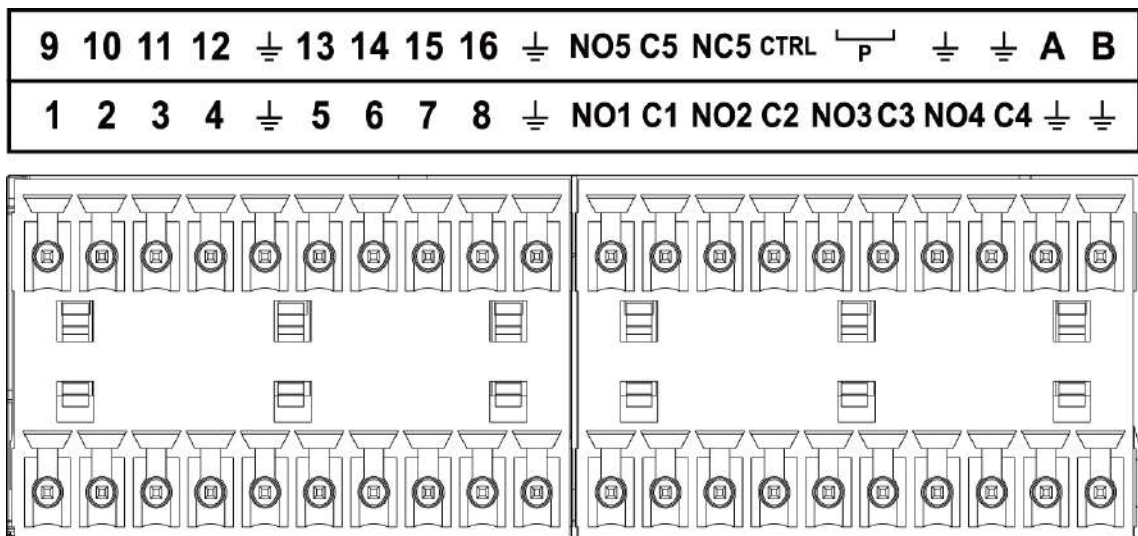 9 10 11 12 ⏚ 13 14 15 16 ⏚ NO5 C5 NC5 CTRL P ⏚ ⏚ A B
1 2 3 4 ⏚ 5 6 7 8 ⏚ NO1 C1 NO2 C2 NO3 C3 NO4 C4 ⏚ ⏚